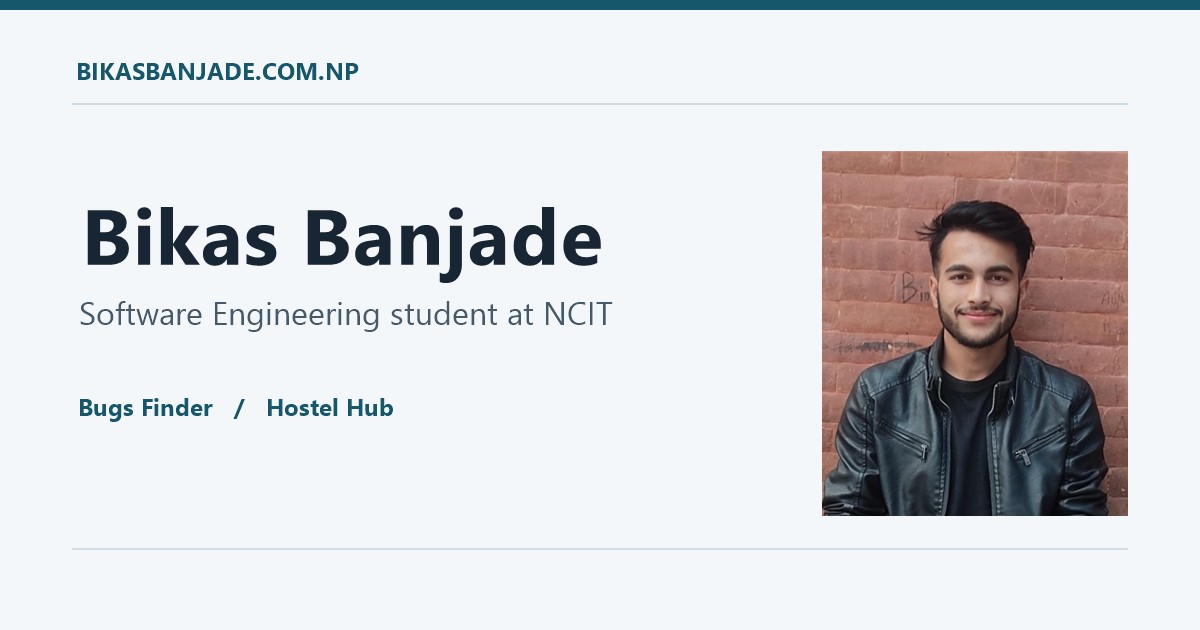 BIKASBANJADE.COM.NP
Bikas Banjade
Software Engineering student at NCIT
Bugs Finder / Hostel Hub